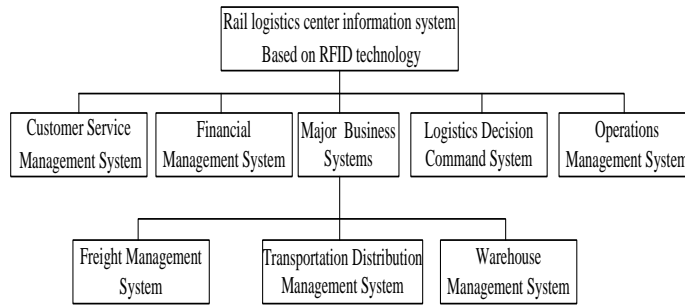 Rail logistics center information system
Based on RFID technology
Customer Service
Management System
Financial
Management System
Major Business
Systems
Logistics Decision
Command System
Operations
Management System
Freight Management
System
Transportation Distribution
Management System
Warehouse
Management System